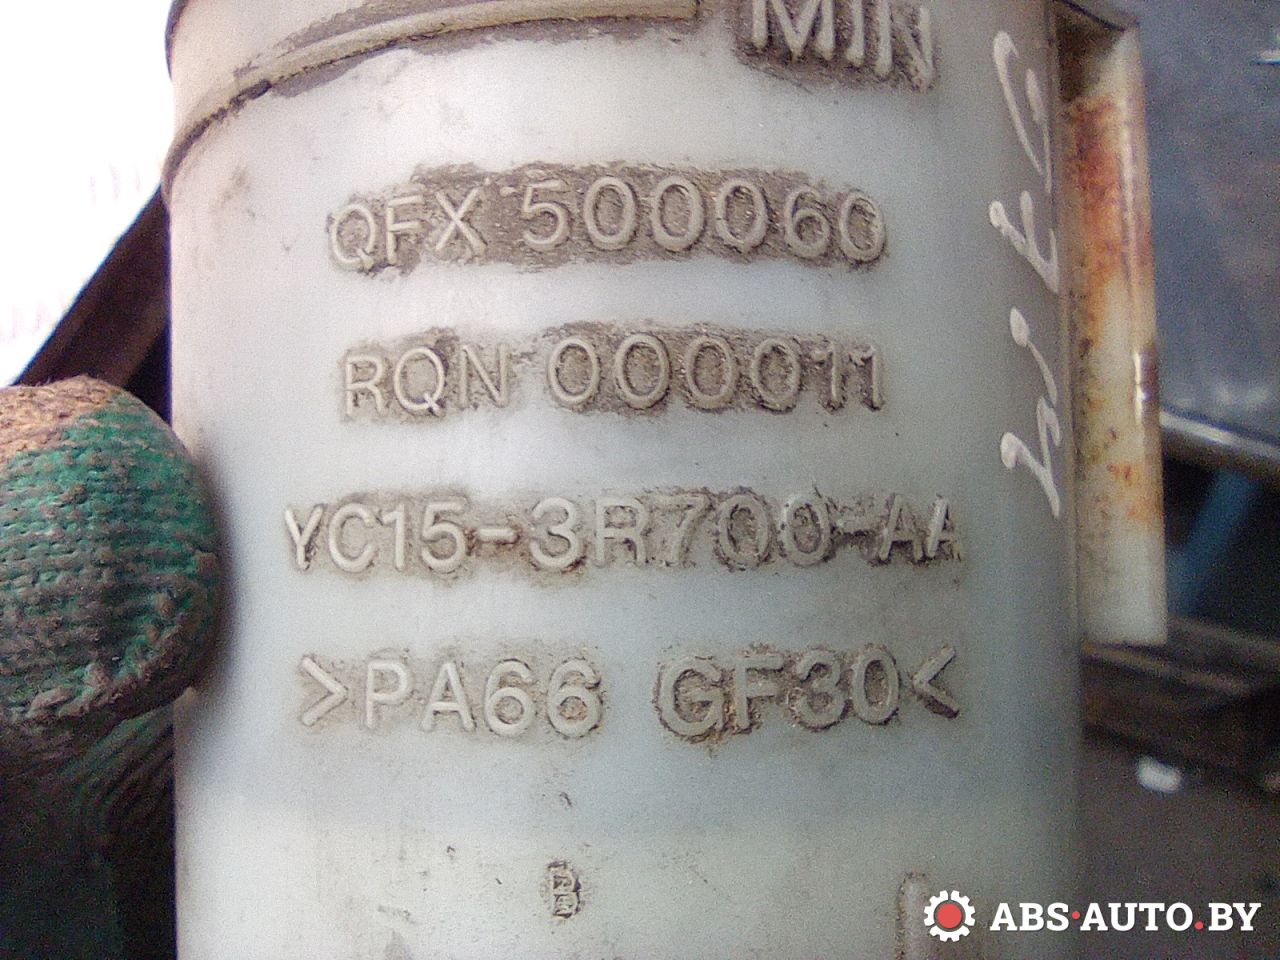 MIN
QFX 500060
RQN 000011
YC15-3R700-AA
>PA66 GF30<
B
ABS·AUTO.BY